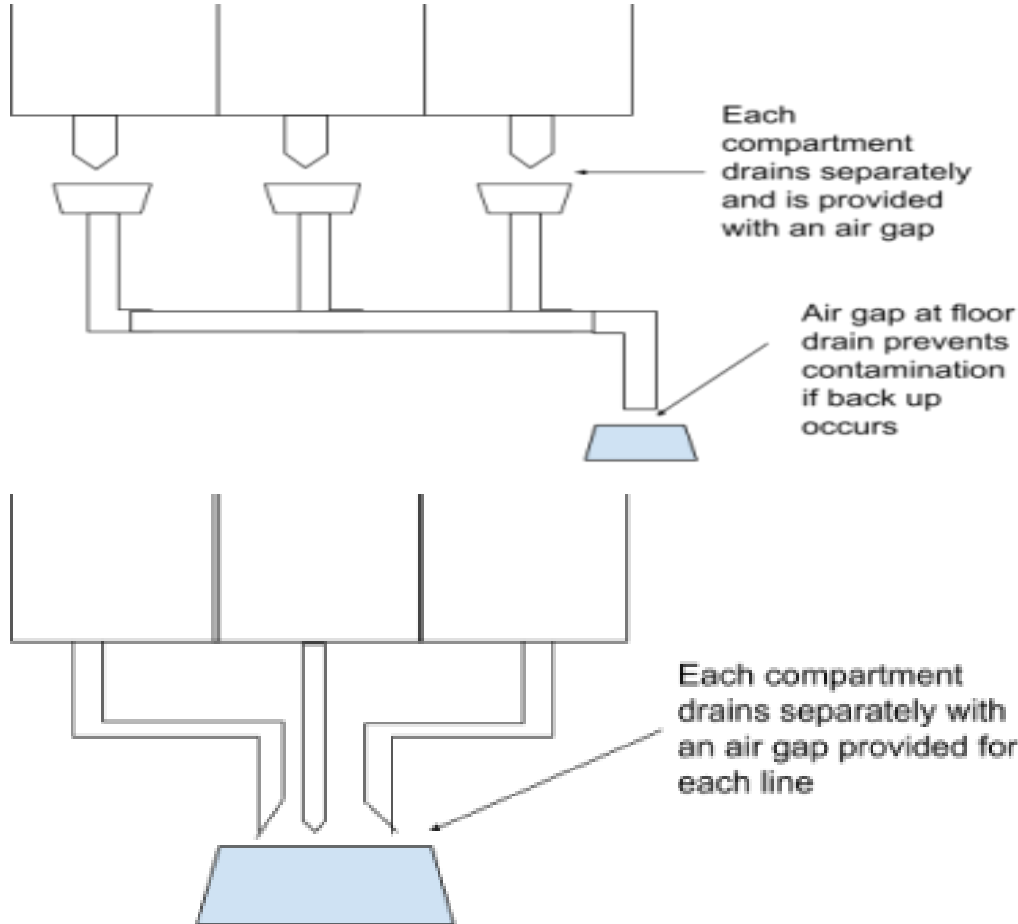 Each
compartment
drains separately
and is provided
with an air gap
Air gap at floor
drain prevents
contamination
if back up
occurs
Each compartment
drains separately with
an air gap provided for
each line